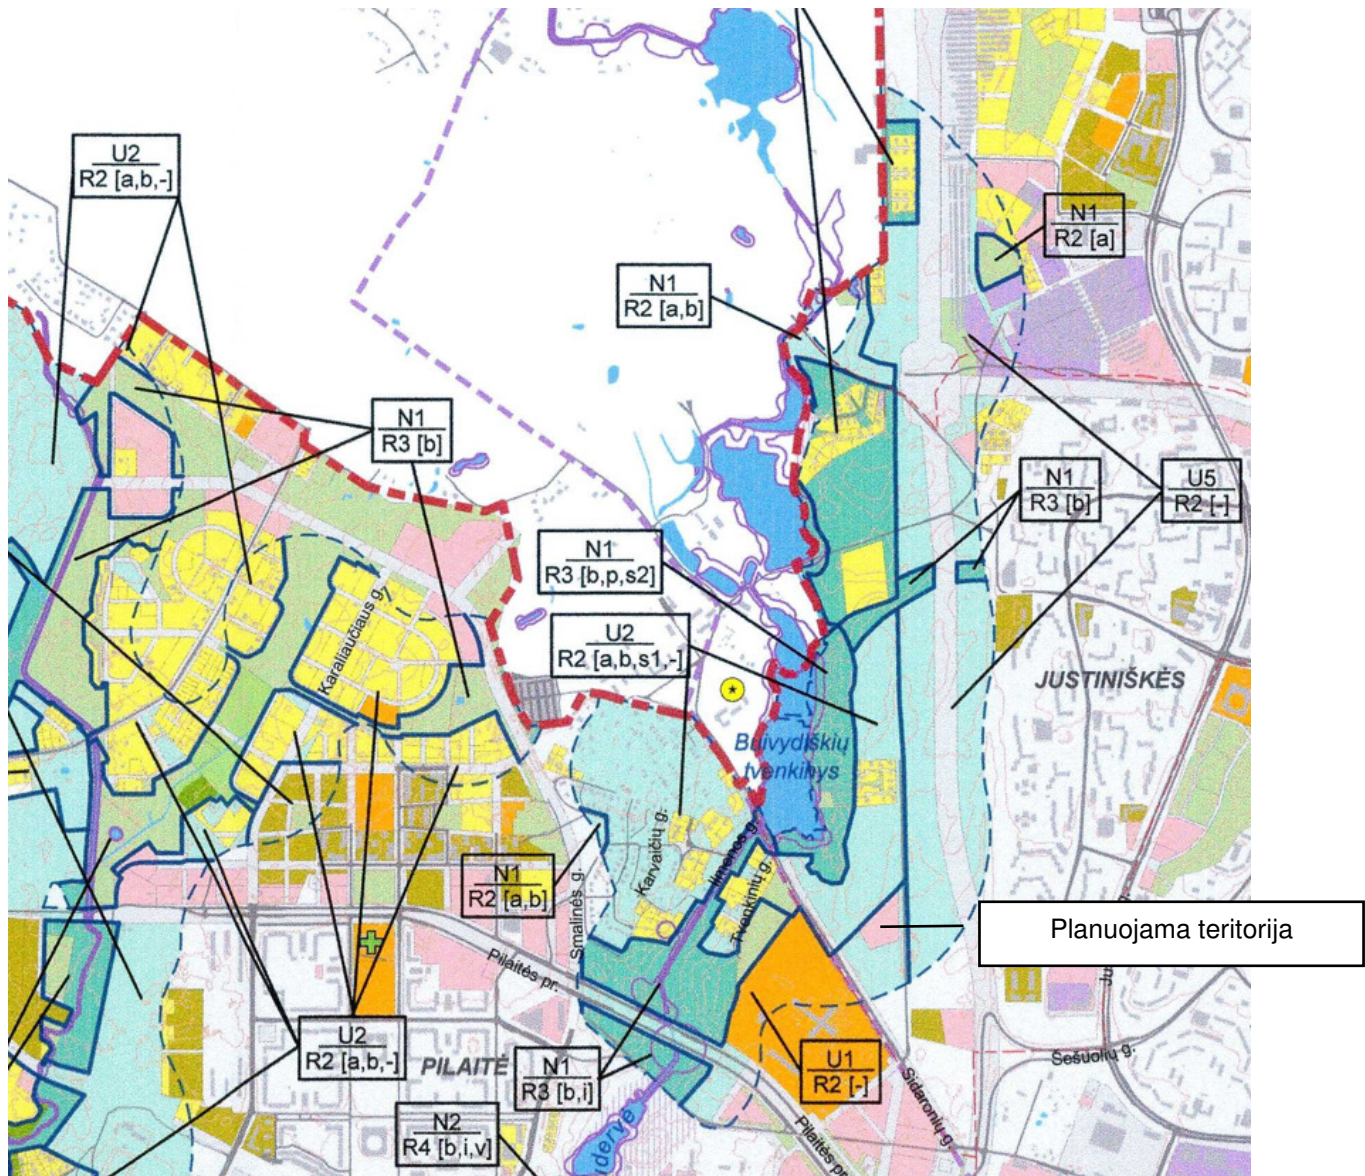 U2
R2 [a,b,-]
N1
R2 [a]
N1
R2 [a,b]
N1
R3 [b]
N1
R3 [b]
U5
R2 [-]
N1
R3 [b,p,s2]
U2
R2 [a,b,s1,-]
Karaliaučiaus g.
JUSTINIŠKĖS
Buivydiškių
tvenkinys
Karvaičių g.
Ilmenos g.
Tvenkinių g.
N1
R2 [a,b]
Smalinės g.
Planuojama teritorija
Pilaitės pr.
U2
R2 [a,b,-]
PILAITĖ
N1
R3 [b,i]
U1
R2 [-]
Šešuolių g.
Sidaronių g.
N2
R4 [b,i,v]
Pilaitės pr.